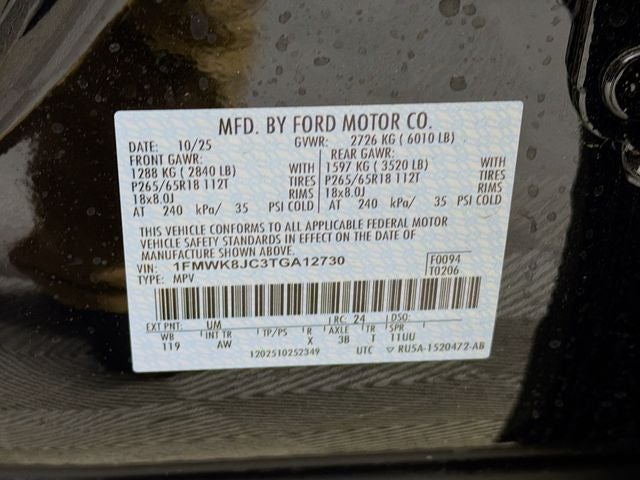 MFD. BY FORD MOTOR CO.
DATE: 10/25 GVWR: 2726 KG ( 6010 LB)
FRONT GAWR: REAR GAWR:
1288 KG ( 2840 LB) WITH 1597 KG ( 3520 LB) WITH
P265/65R18 112T TIRES P265/65R18 112T TIRES
18x8.0J RIMS 18x8.0J RIMS
AT 240 kPa/ 35 PSI COLD AT 240 kPa/ 35 PSI COLD
THIS VEHICLE CONFORMS TO ALL APPLICABLE FEDERAL MOTOR
VEHICLE SAFETY STANDARDS IN EFFECT ON THE DATE OF
MANUFACTURE SHOWN ABOVE.
VIN: 1FMWK8JC3TGA12730 F0094
TYPE: MPV T0206
EXT PNT: UM RC: 24 DSO:
WB INT TR TP/PS R AXLE TR SPR
119 AW X 3B T 11UU
1202510252349 UTC ▽ RU5A-1520472-AB